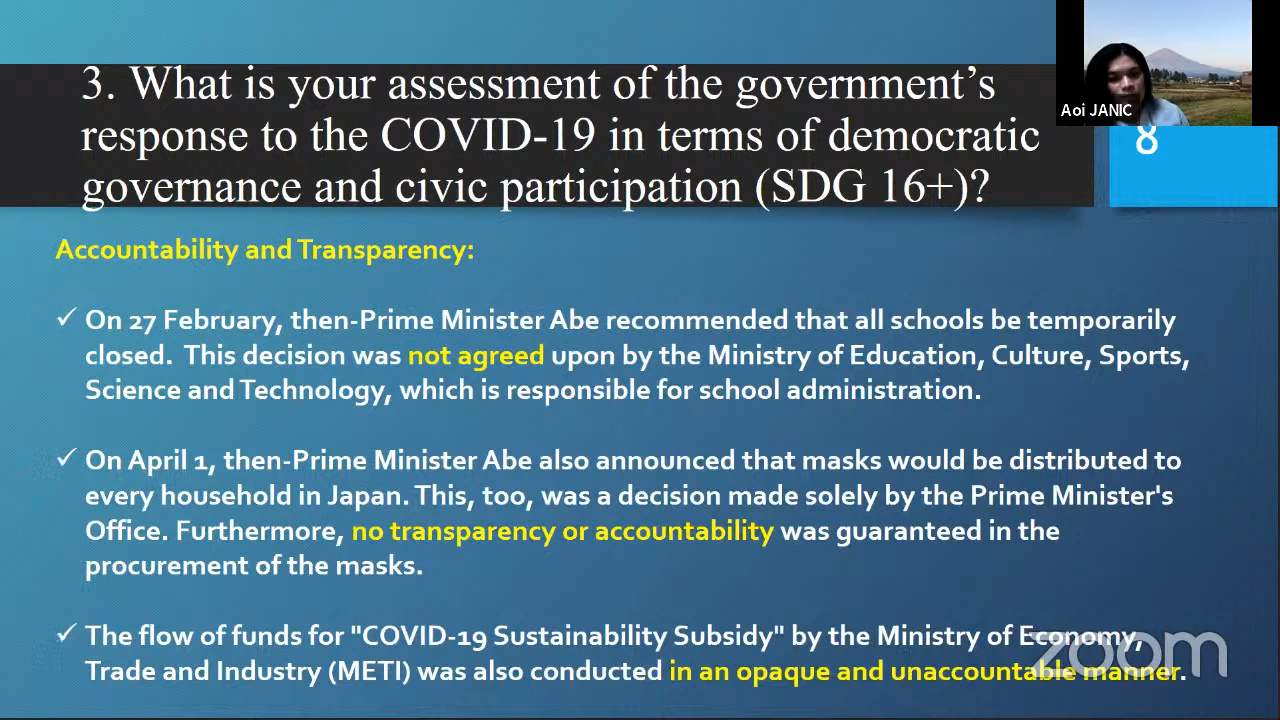 3. What is your assessment of the government’s
response to the COVID-19 in terms of democratic
governance and civic participation (SDG 16+)?
Aoi JANIC
8
Accountability and Transparency:
✓ On 27 February, then-Prime Minister Abe recommended that all schools be temporarily
closed. This decision was not agreed upon by the Ministry of Education, Culture, Sports,
Science and Technology, which is responsible for school administration.
✓ On April 1, then-Prime Minister Abe also announced that masks would be distributed to
every household in Japan. This, too, was a decision made solely by the Prime Minister's
Office. Furthermore, no transparency or accountability was guaranteed in the
procurement of the masks.
✓ The flow of funds for "COVID-19 Sustainability Subsidy" by the Ministry of Economy,
Trade and Industry (METI) was also conducted in an opaque and unaccountable manner.
zoom